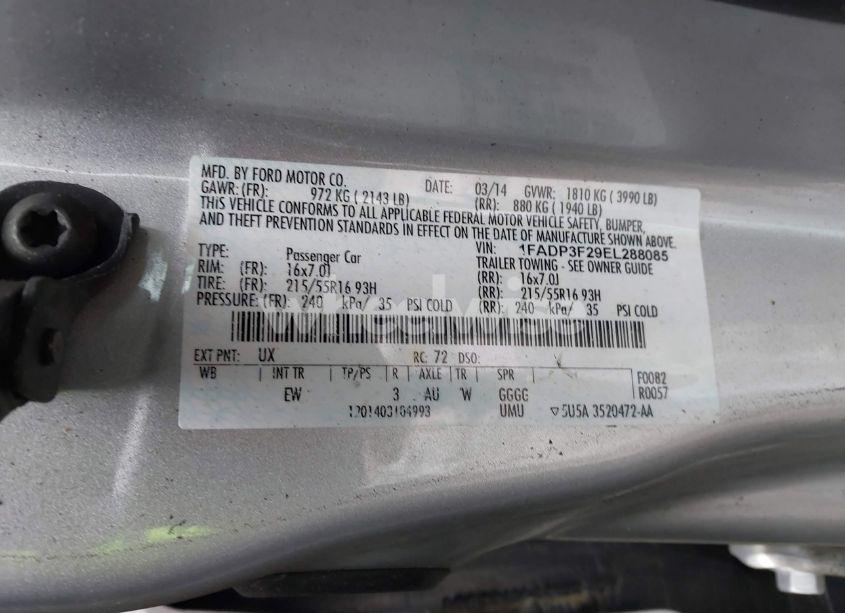 MFD. BY FORD MOTOR CO. DATE: 03/14 GVWR: 1810 KG ( 3990 LB)
GAWR: (FR): 972 KG ( 2143 LB) (RR): 880 KG ( 1940 LB)
THIS VEHICLE CONFORMS TO ALL APPLICABLE FEDERAL MOTOR VEHICLE SAFETY, BUMPER,
AND THEFT PREVENTION STANDARDS IN EFFECT ON THE DATE OF MANUFACTURE SHOWN ABOVE.
VIN: 1FADP3F29EL288085
TYPE: Passenger Car TRAILER TOWING - SEE OWNER GUIDE
RIM: (FR): 16x7.0J (RR): 16x7.0J
TIRE: (FR): 215/55R16 93H (RR): 215/55R16 93H
PRESSURE: (FR): 240 kPa/ 35 PSI COLD (RR): 240 kPa/ 35 PSI COLD
EXT PNT: UX RC: 72 DSO:
WB INT TR TP/PS R AXLE TR SPR F0082
EW 3 AU W GGGG R0057
UMU ▽5U5A 3520472-AA